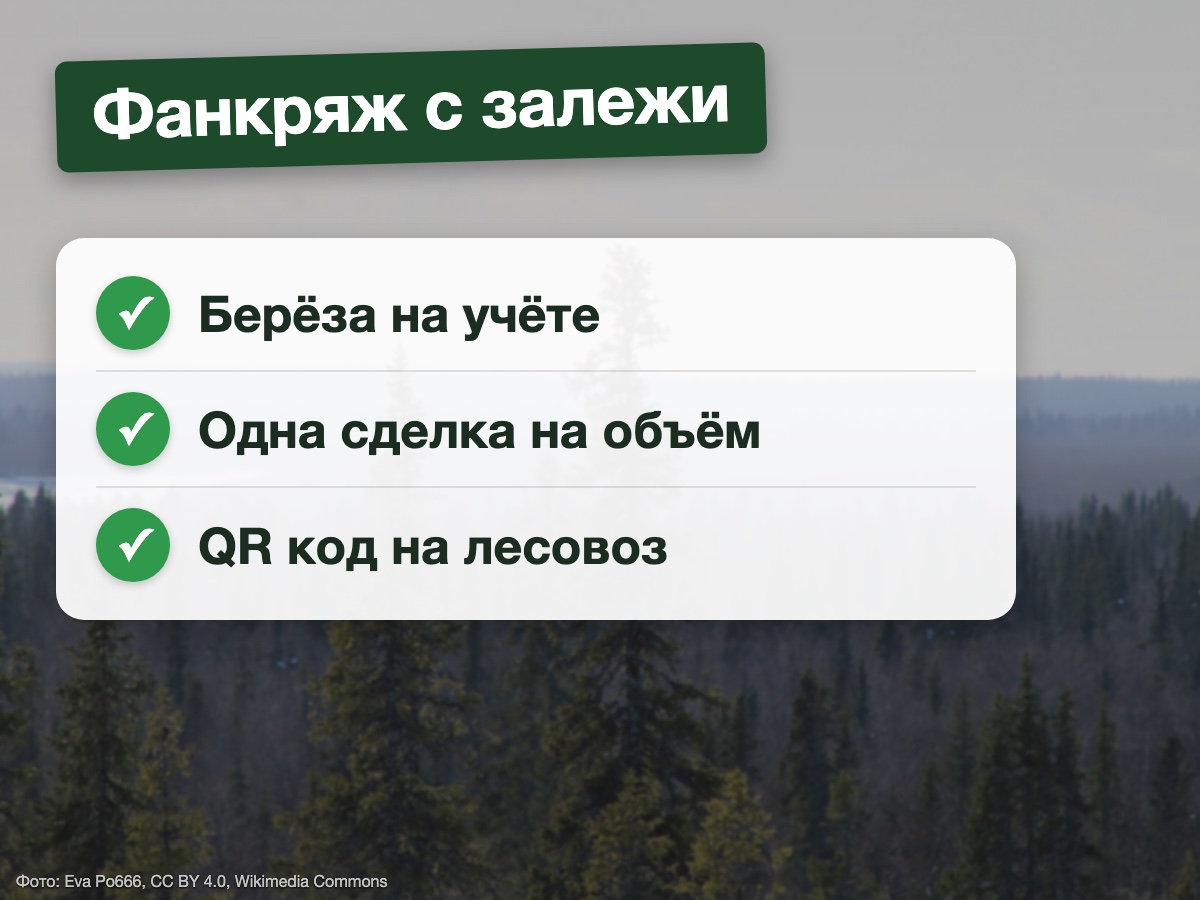 Фанкряж с залежи
Берёза на учёте
Одна сделка на объём
QR код на лесовоз
Фото: Eva Po666, CC BY 4.0, Wikimedia Commons